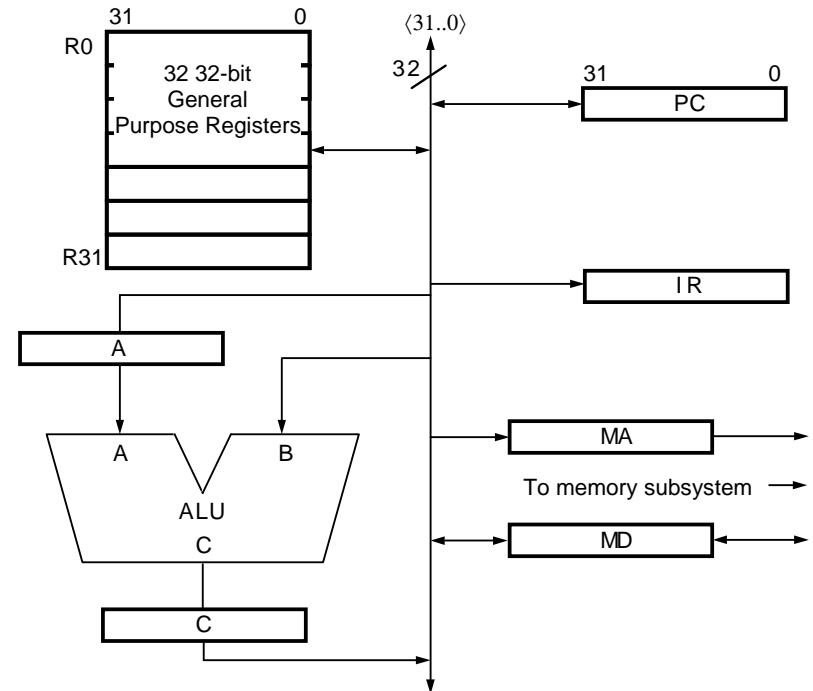 31 0
⟨31..0⟩
R0
32 32-bit
General
Purpose Registers
32
31 0
PC
R31
IR
A
A
B
ALU
C
C
MA
To memory subsystem
MD